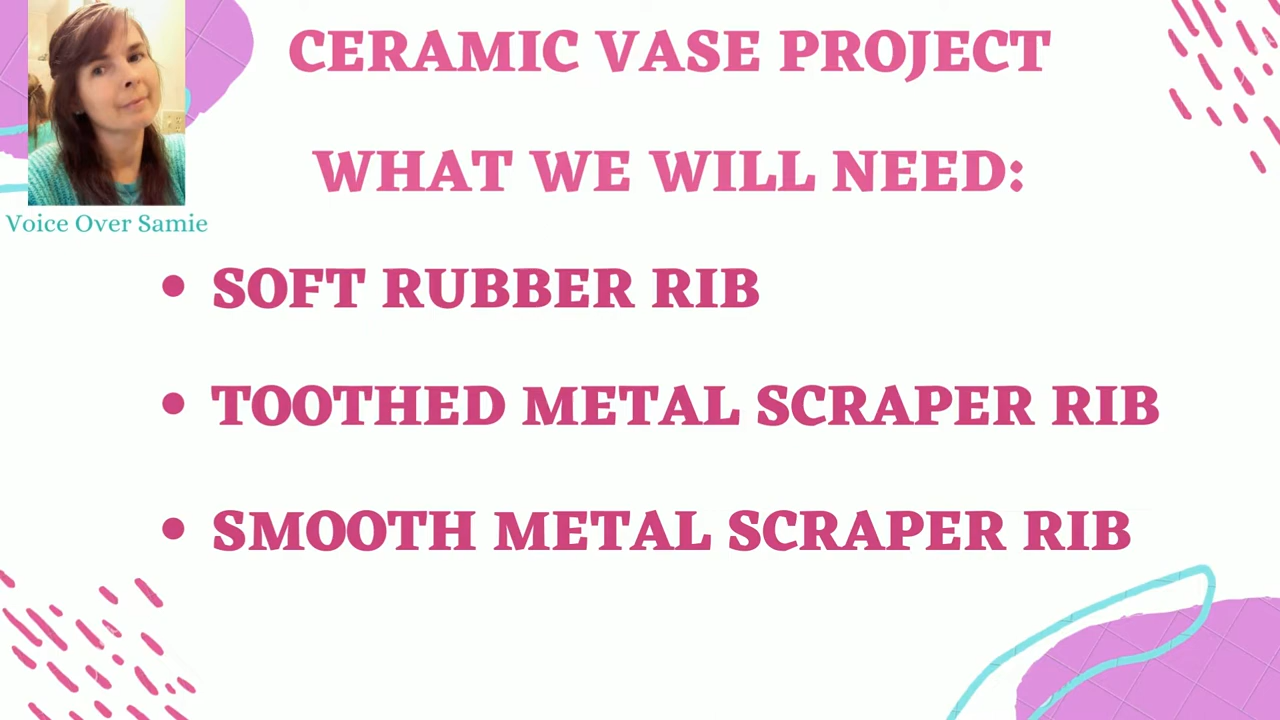 CERAMIC VASE PROJECT
WHAT WE WILL NEED:
Voice Over Samie
• SOFT RUBBER RIB
• TOOTHED METAL SCRAPER RIB
• SMOOTH METAL SCRAPER RIB